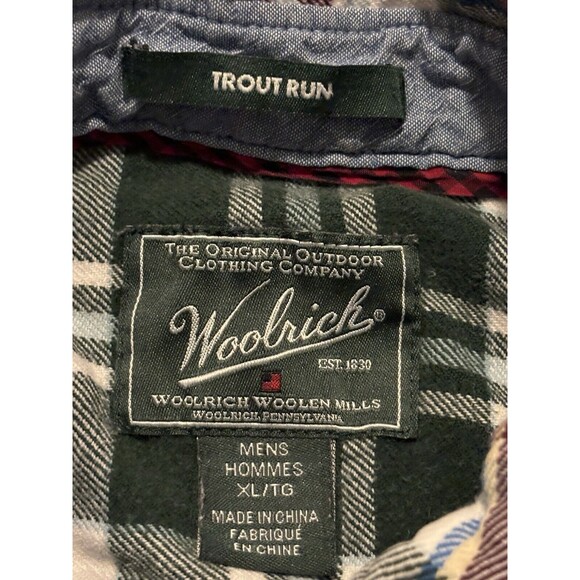 TROUT RUN
THE ORIGINAL OUTDOOR
CLOTHING COMPANY
Woolrich®
EST. 1830
WOOLRICH WOOLEN MILLS
WOOLRICH, PENNSYLVANIA
MENS
HOMMES
XL/TG
MADE IN CHINA
FABRIQUÉ
EN CHINE